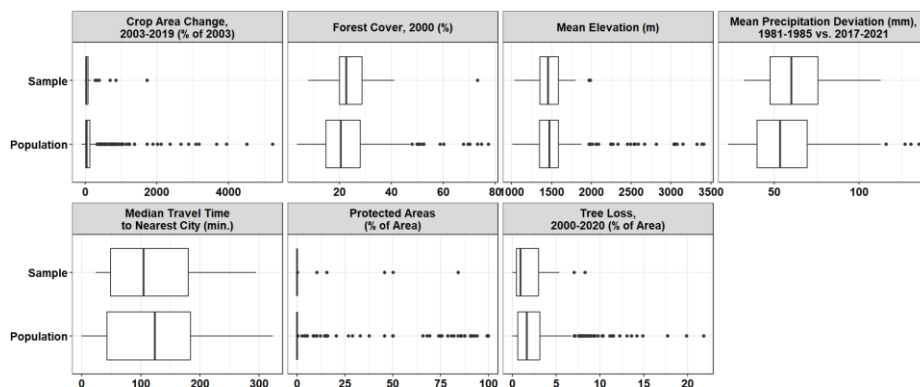 Crop Area Change,
2003-2019 (% of 2003)
Forest Cover, 2000 (%)
Mean Elevation (m)
Mean Precipitation Deviation (mm),
1981-1985 vs. 2017-2021
Sample
Population
0 2000 4000
20 40 60 80
1000 1500 2000 2500 3000 3500
50 100
Median Travel Time
to Nearest City (min.)
Protected Areas
(% of Area)
Tree Loss,
2000-2020 (% of Area)
Sample
Population
0 100 200 300
0 25 50 75 100
0 5 10 15 20